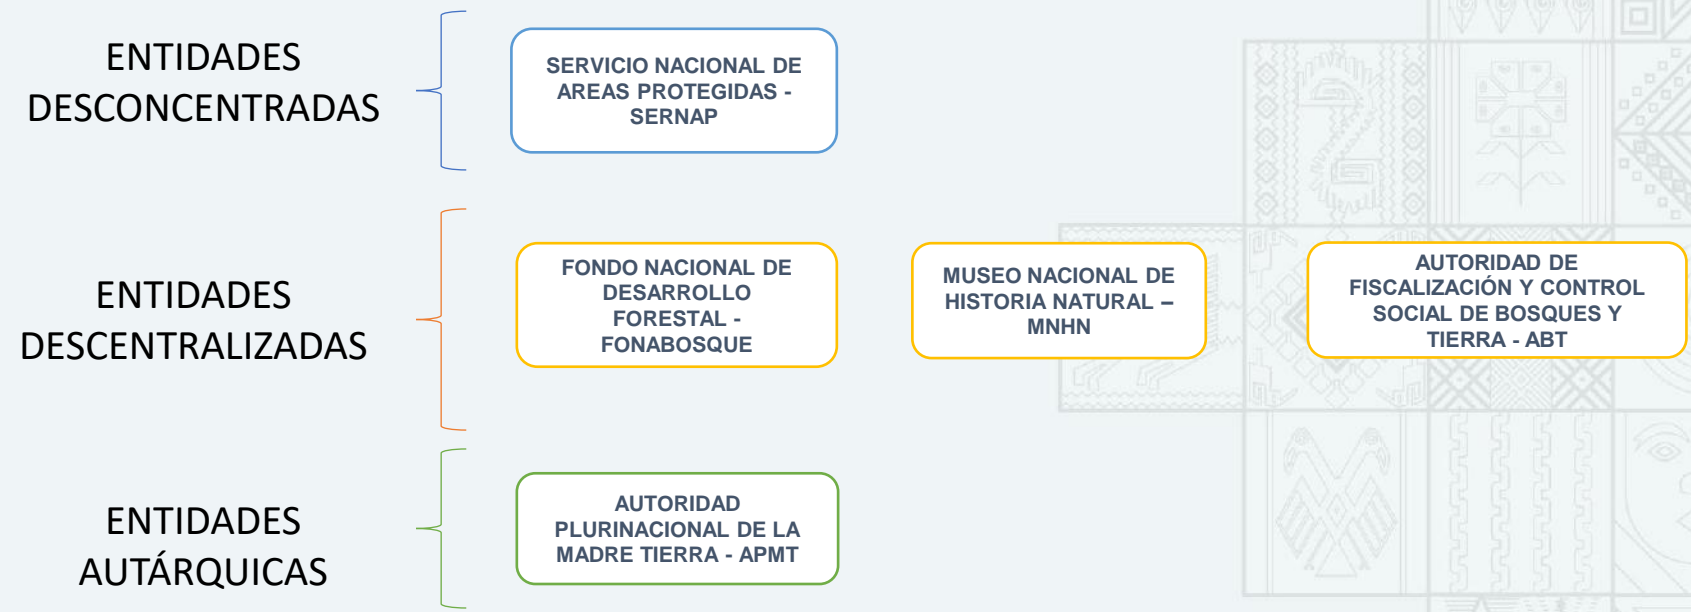 ENTIDADES
DESCONCENTRADAS
SERVICIO NACIONAL DE
AREAS PROTEGIDAS -
SERNAP
ENTIDADES
DESCENTRALIZADAS
FONDO NACIONAL DE
DESARROLLO
FORESTAL -
FONABOSQUE
MUSEO NACIONAL DE
HISTORIA NATURAL –
MNHN
AUTORIDAD DE
FISCALIZACIÓN Y CONTROL
SOCIAL DE BOSQUES Y
TIERRA - ABT
ENTIDADES
AUTÁRQUICAS
AUTORIDAD
PLURINACIONAL DE LA
MADRE TIERRA - APMT